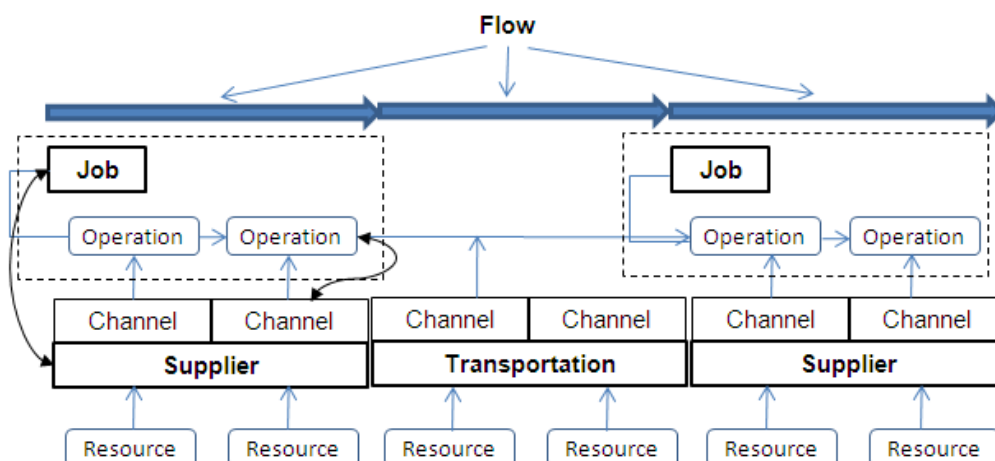 Flow
Job Job
Operation Operation Operation Operation
Channel Channel Channel Channel Channel Channel
Supplier Transportation Supplier
Resource Resource Resource Resource Resource Resource